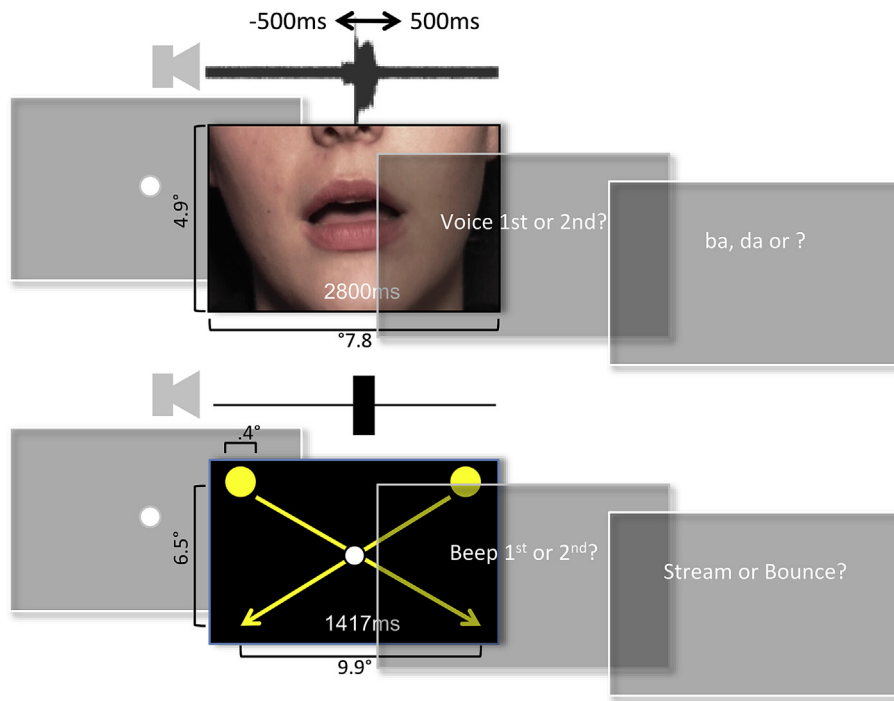 -500ms 500ms
4.9°
Voice 1st or 2nd?
ba, da or ?
2800ms
°7.8
.4°
6.5°
Beep 1st or 2nd?
Stream or Bounce?
1417ms
9.9°